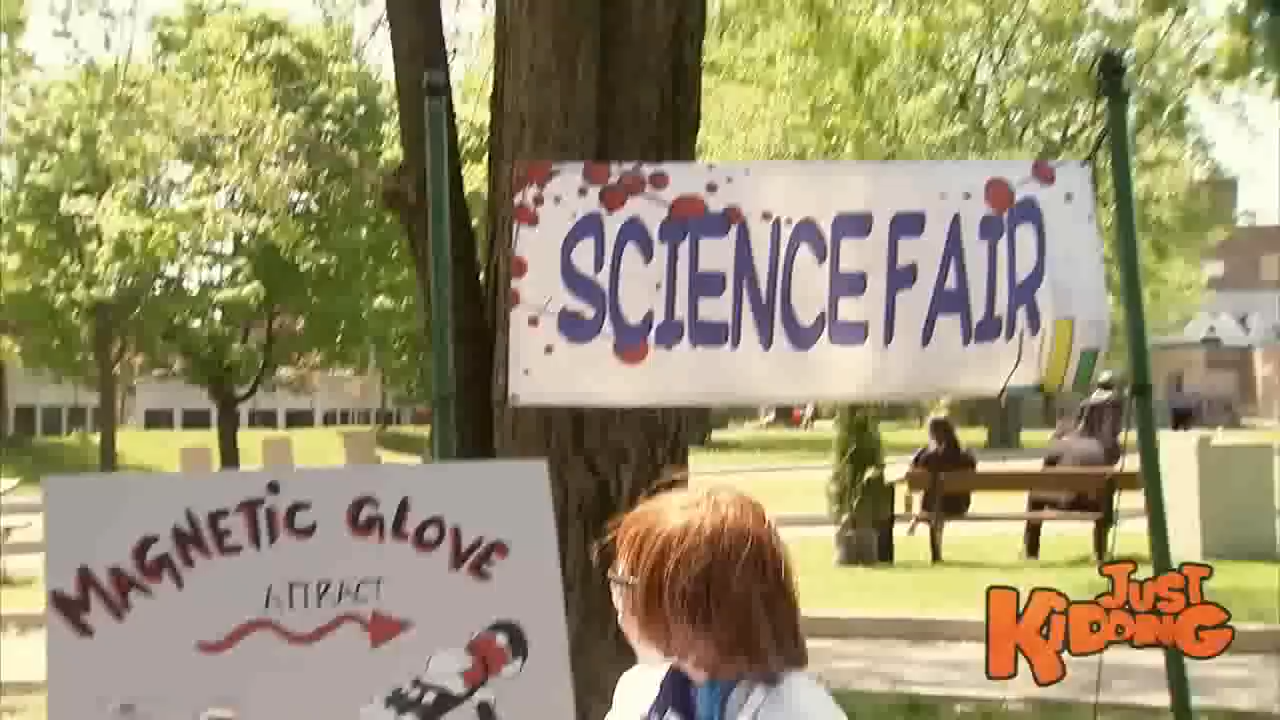 SCIENCE FAIR
MAGNETiC GLOVE
ATTRACT
JUST
KiDDiNG